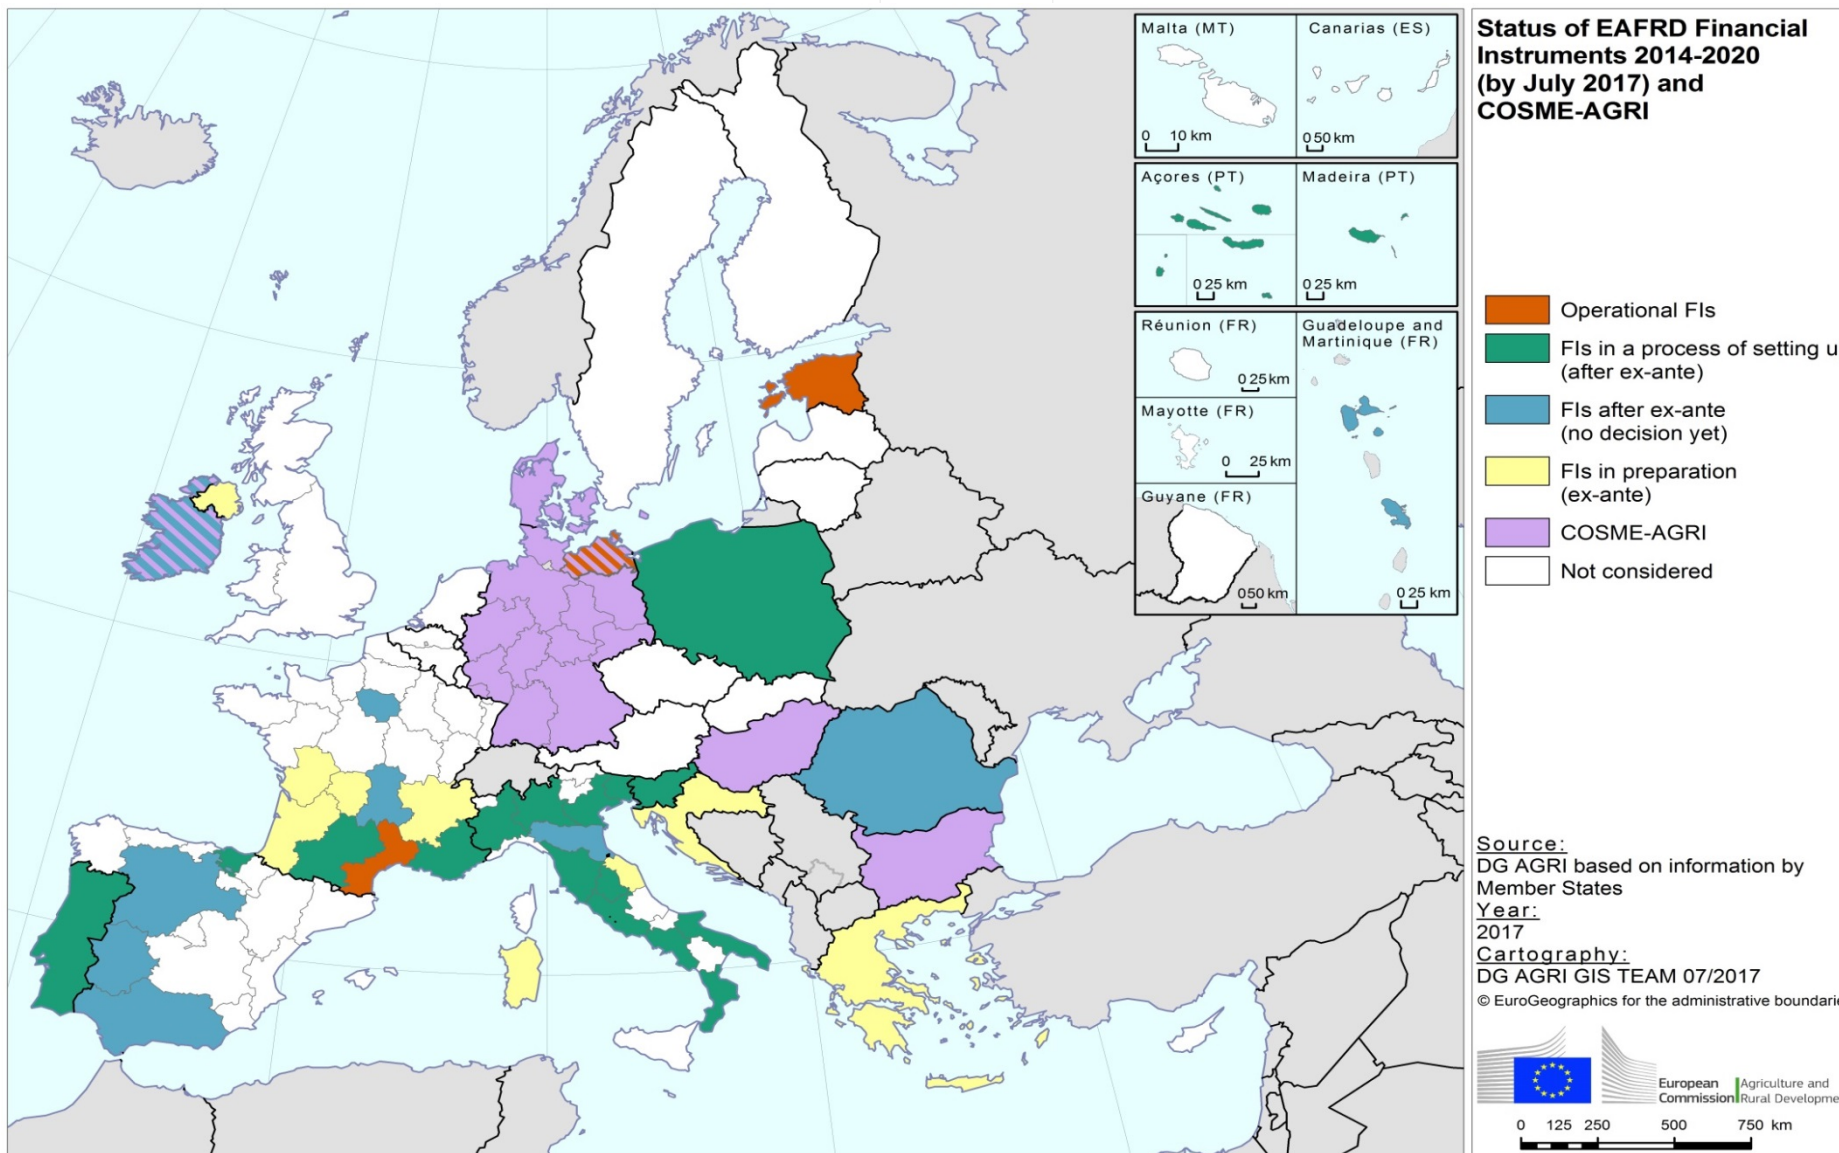 Malta (MT)
Canarias (ES)
0 10 km
0 50 km
Açores (PT)
Madeira (PT)
0 25 km
0 25 km
Réunion (FR)
Guadeloupe and
Martinique (FR)
0 25 km
Mayotte (FR)
0 25 km
Guyane (FR)
0 50 km
0 25 km
Status of EAFRD Financial
Instruments 2014-2020
(by July 2017) and
COSME-AGRI
Operational FIs
FIs in a process of setting u
(after ex-ante)
FIs after ex-ante
(no decision yet)
FIs in preparation
(ex-ante)
COSME-AGRI
Not considered
Source:
DG AGRI based on information by
Member States
Year:
2017
Cartography:
DG AGRI GIS TEAM 07/2017
© EuroGeographics for the administrative boundarie
European
Commission
Agriculture and
Rural Developme
0 125 250 500 750 km